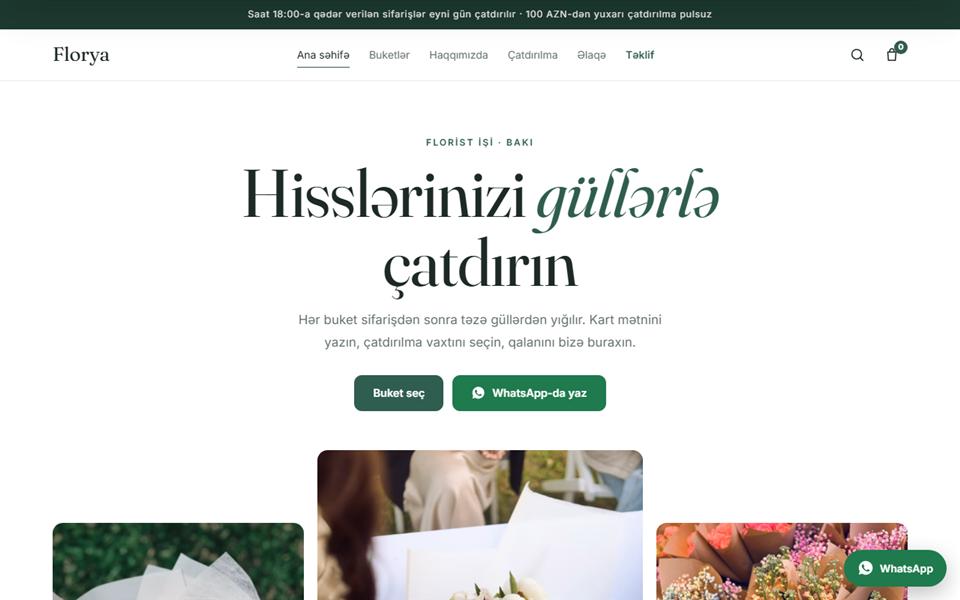 Saat 18:00-a qədər verilən sifarişlər eyni gün çatdırılır · 100 AZN-dən yuxarı çatdırılma pulsuz
Florya
Ana səhifə
Buketlər
Haqqımızda
Çatdırılma
Əlaqə
Təklif
0
FLORİST İŞİ · BAKI
Hisslərinizi güllərlə
çatdırın
Hər buket sifarişdən sonra təzə güllərdən yığılır. Kart mətnini
yazın, çatdırılma vaxtını seçin, qalanını bizə buraxın.
Buket seç
WhatsApp-da yaz
WhatsApp